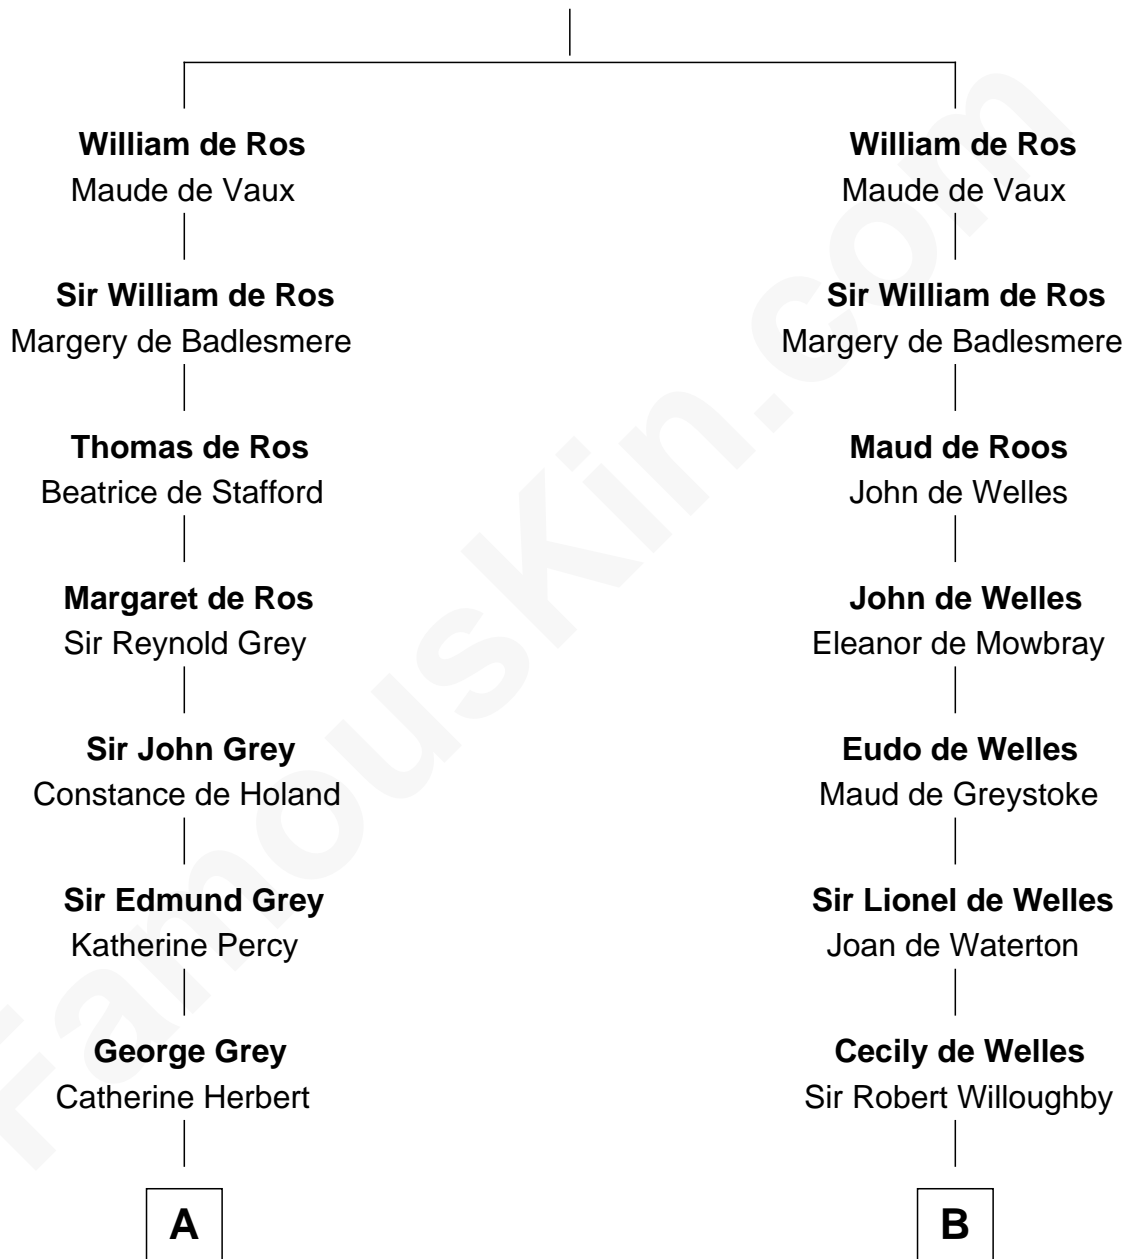 William de Ros
Maude de Vaux
Sir William de Ros
Margery de Badlesmere
Thomas de Ros
Beatrice de Stafford
Margaret de Ros
Sir Reynold Grey
Sir John Grey
Constance de Holand
Sir Edmund Grey
Katherine Percy
George Grey
Catherine Herbert
A
William de Ros
Maude de Vaux
Sir William de Ros
Margery de Badlesmere
Maud de Roos
John de Welles
John de Welles
Eleanor de Mowbray
Eudo de Welles
Maud de Greystoke
Sir Lionel de Welles
Joan de Waterton
Cecily de Welles
Sir Robert Willoughby
B
FamousKin.com